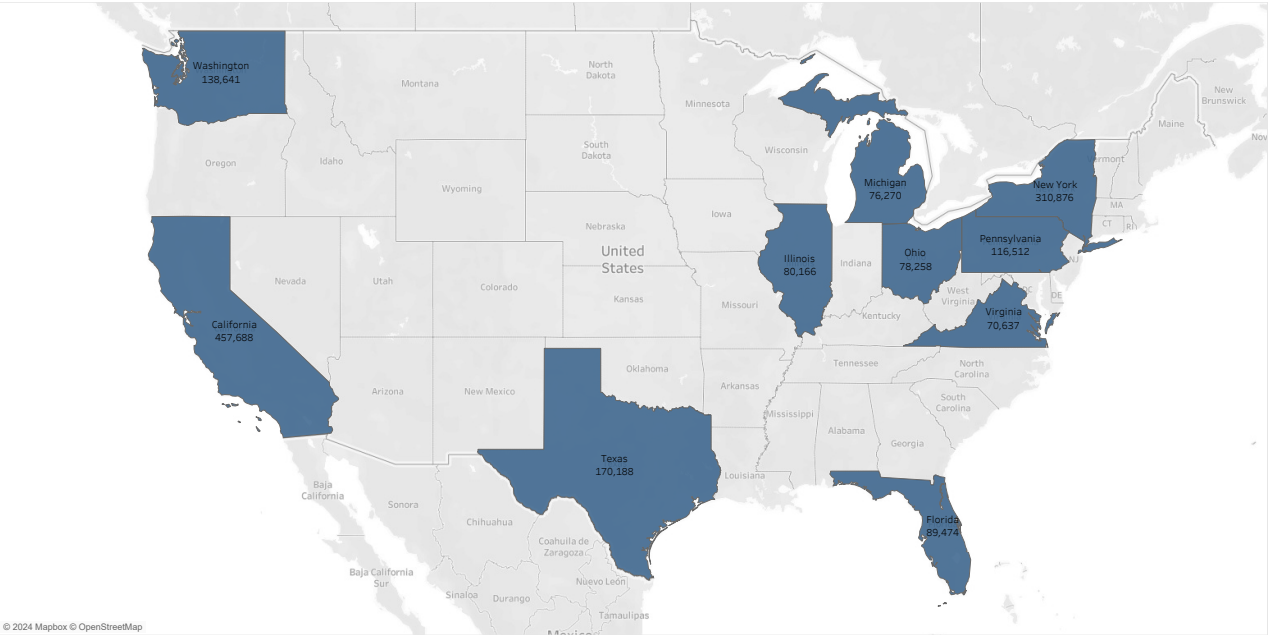 Washington
138,641
Montana
North
Dakota
Minnesota
New
Brunswick
Maine
Oregon
Idaho
South
Dakota
Wisconsin
Vermont
Wyoming
Michigan
76,270
New York
310,876
MA
CT
RI
Iowa
Nebraska
United
States
Nevada
Utah
Colorado
Kansas
Illinois
80,166
Indiana
Ohio
78,258
Pennsylvania
116,512
NJ
Missouri
West
Virginia
DC
DE
Kentucky
Virginia
70,637
California
457,688
Arizona
New Mexico
Oklahoma
Arkansas
Tennessee
North
Carolina
South
Carolina
Mississippi
Alabama
Georgia
Texas
170,188
Louisiana
Florida
89,474
Baja
California
Sonora
Chihuahua
Coahuila de
Zaragoza
Baja California
Sur
Sinaloa
Durango
Nuevo León
Tamaulipas
© 2024 Mapbox © OpenStreetMap